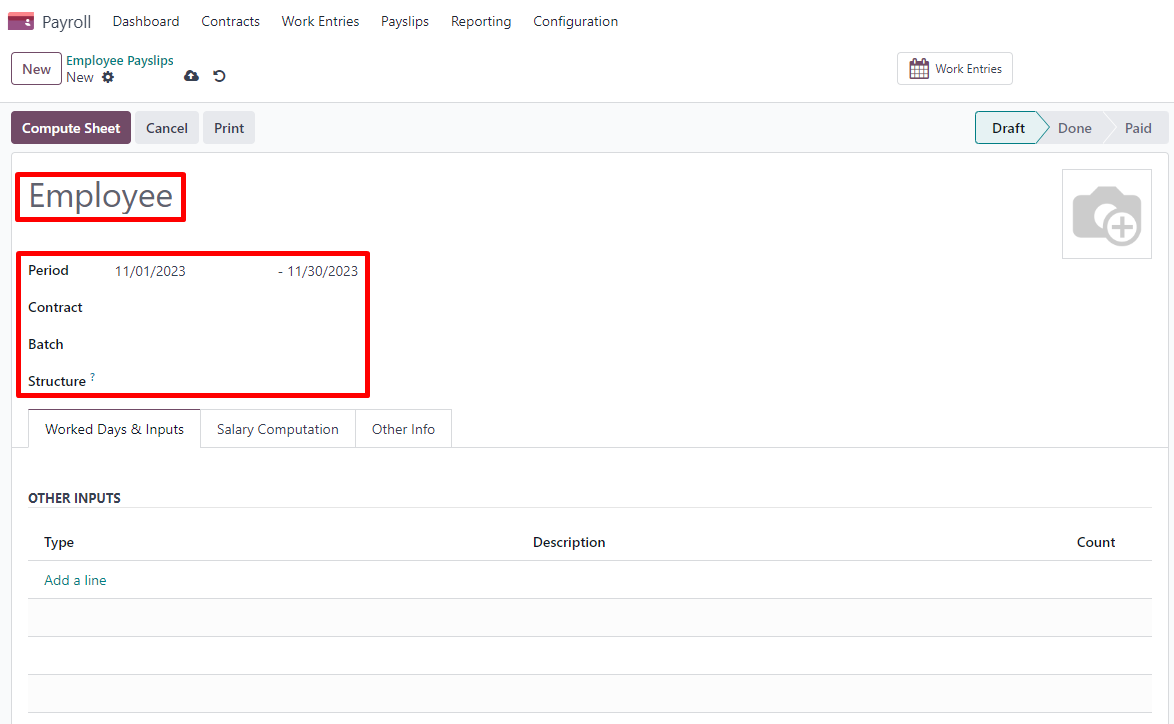 Payroll Dashboard Contracts Work Entries Payslips Reporting Configuration
New Employee Payslips
New
Work Entries
Compute Sheet Cancel Print Draft Done Paid
Employee
Period 11/01/2023 - 11/30/2023
Contract
Batch
Structure ?
Worked Days & Inputs Salary Computation Other Info
OTHER INPUTS
Type Description Count
Add a line